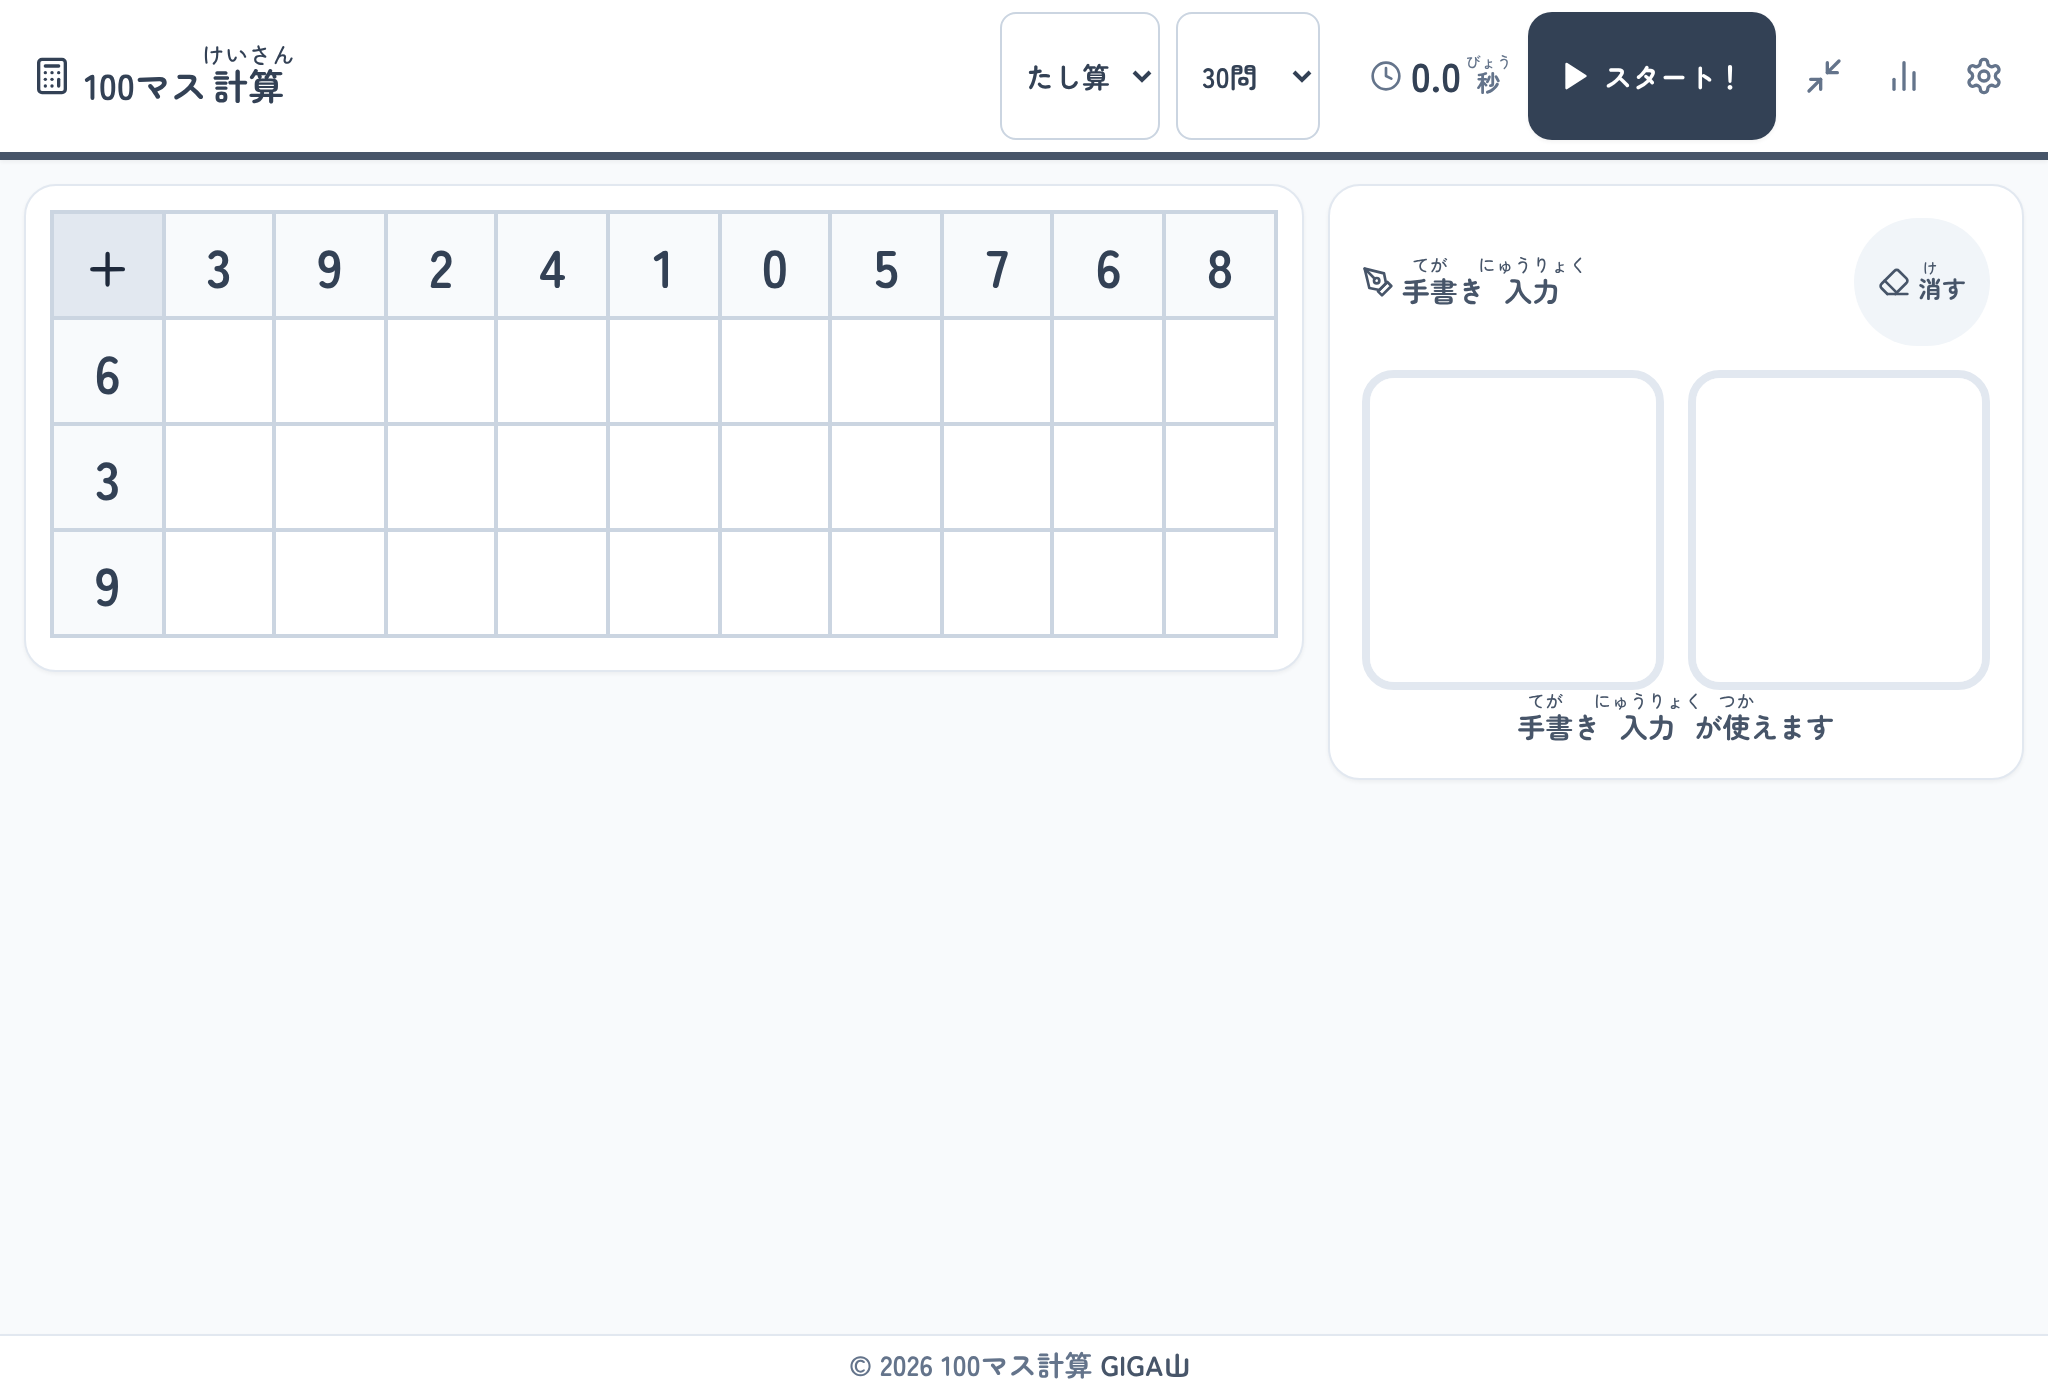 けいさん
100マス計算
たし算
30問
0.0 秒
びょう
スタート！
+ 3 9 2 4 1 0 5 7 6 8
6
3
9
てが にゅうりょく
手書き 入力
け
消す
てが にゅうりょく つか
手書き 入力 が使えます
© 2026 100マス計算 GIGA山